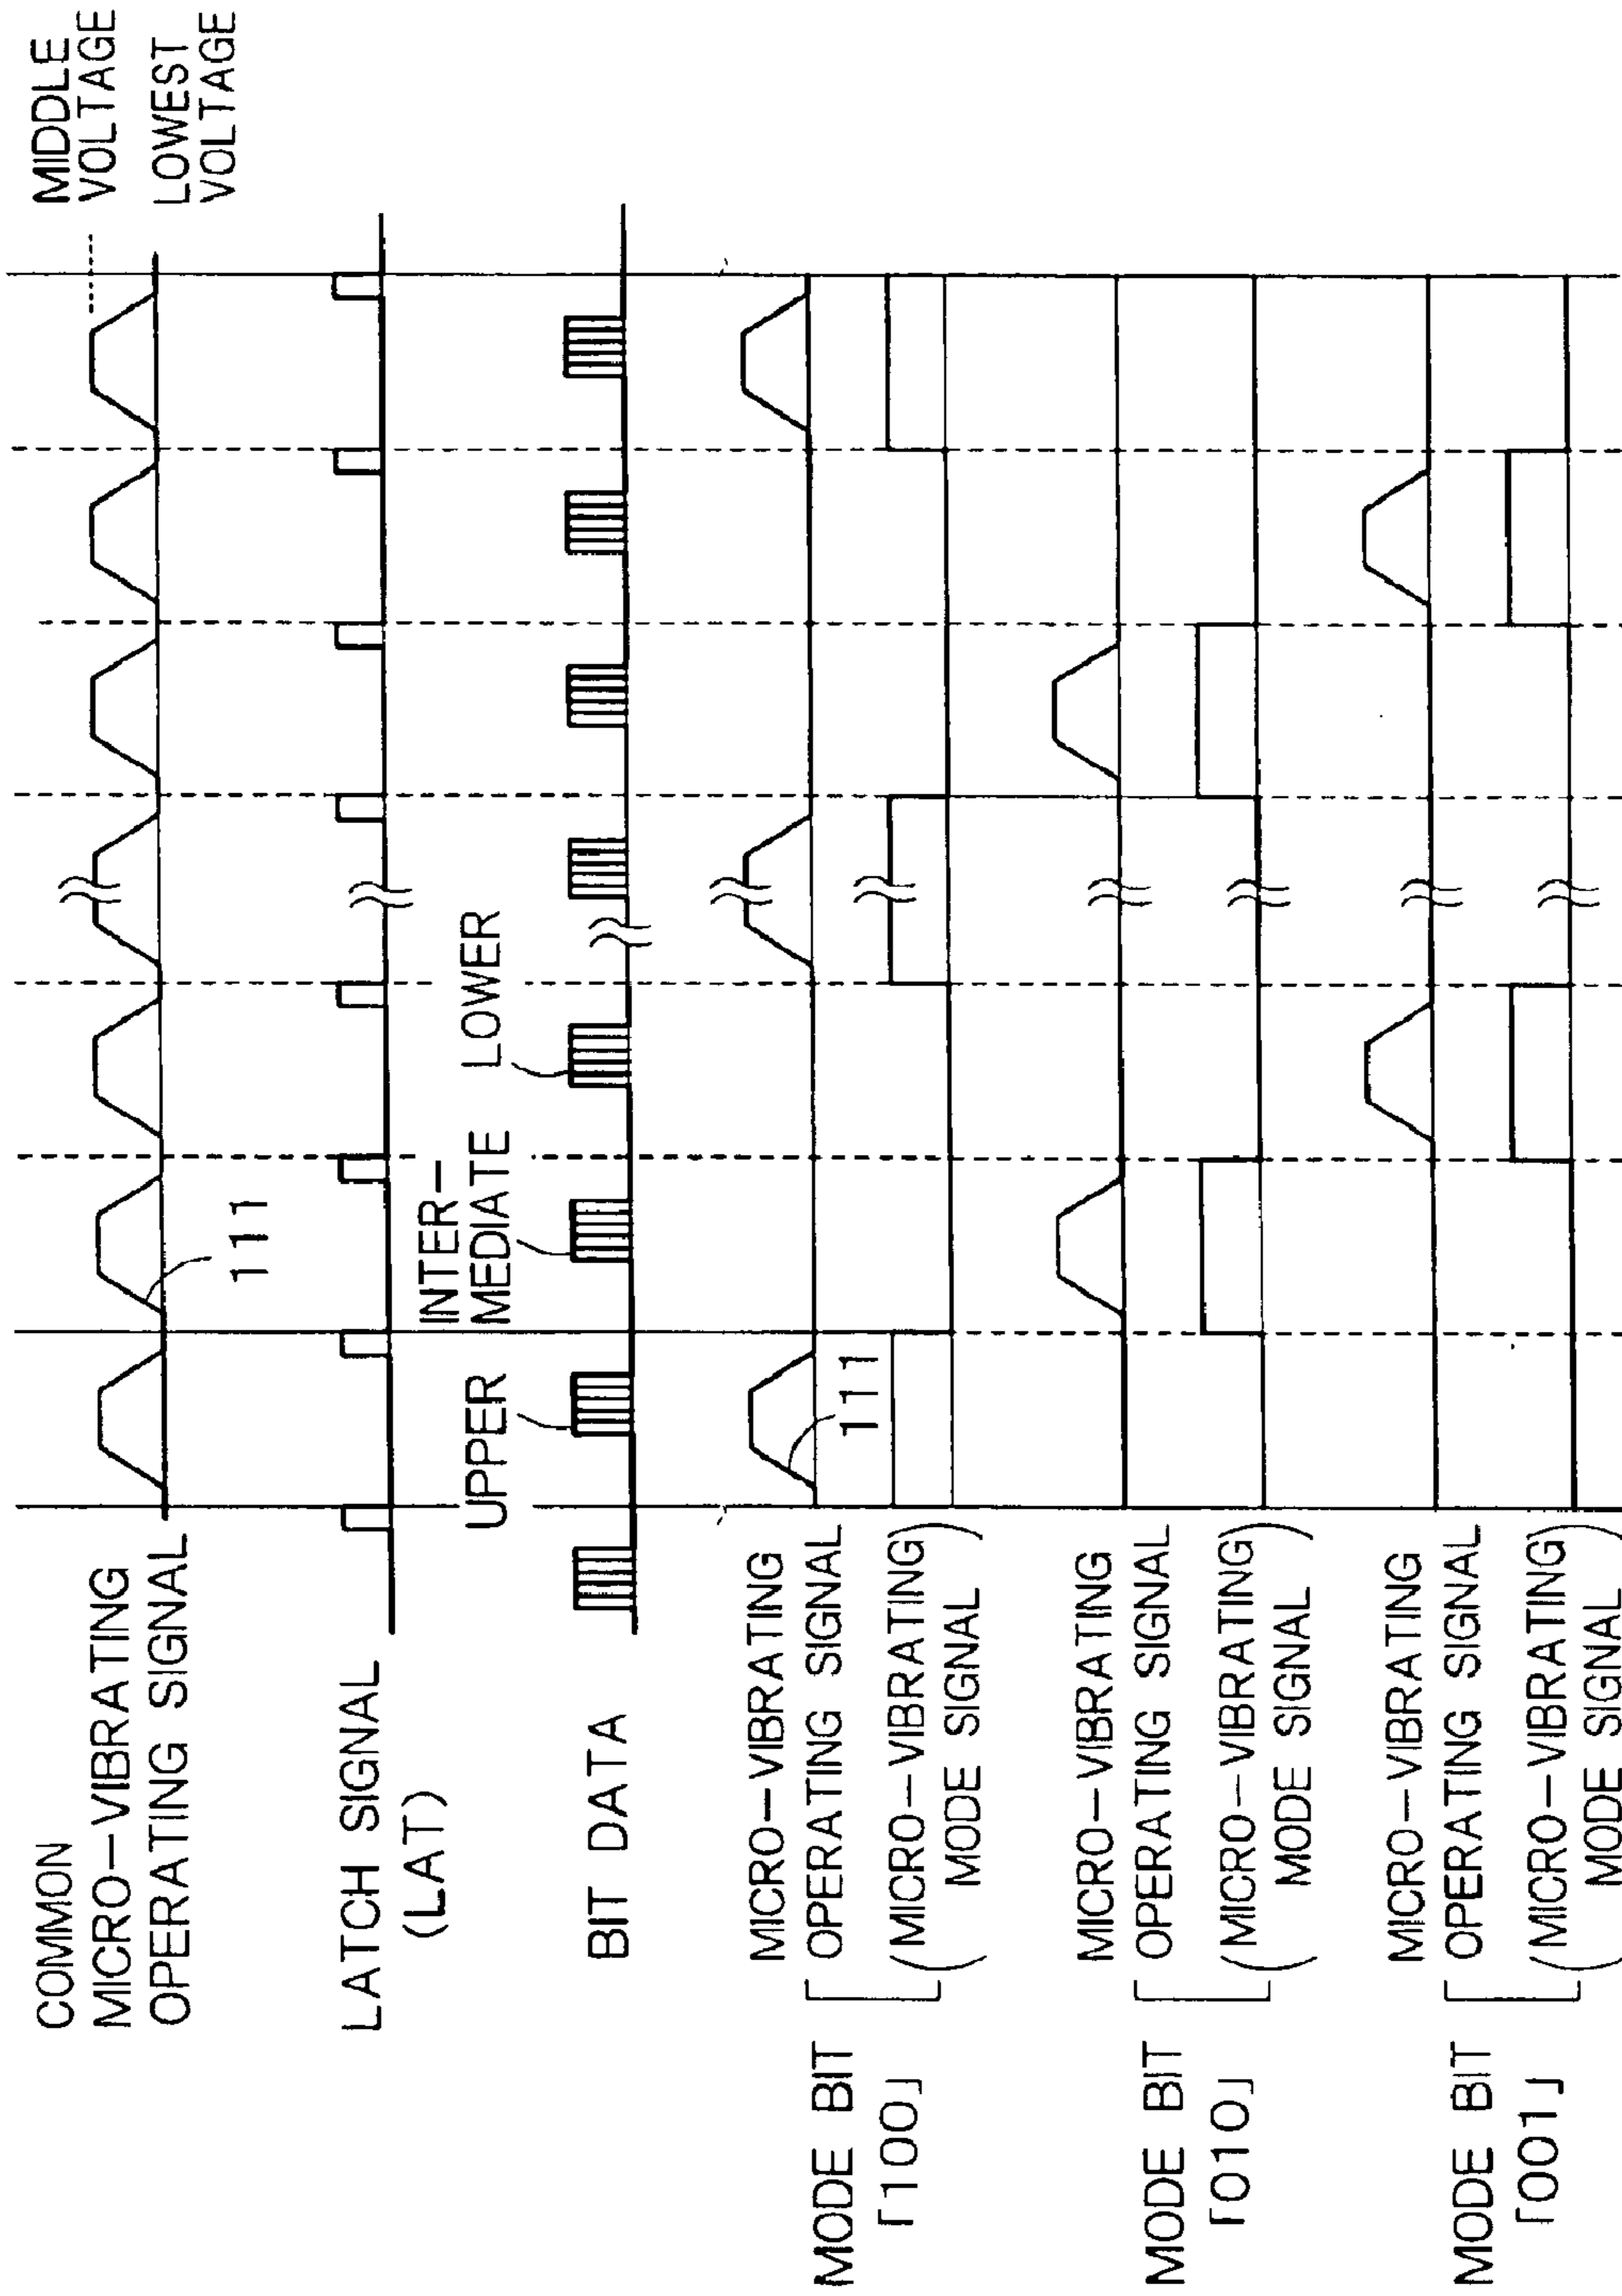 COMMON
MICRO-VIBRATING
OPERATING SIGNAL
MIDDLE
VOLTAGE
LOWEST
VOLTAGE
111
LATCH SIGNAL
(LAT)
BIT DATA
UPPER
INTER-
MEDIATE
LOWER
MODE BIT
「100」
MICRO-VIBRATING
OPERATING SIGNAL
(MICRO-VIBRATING
MODE SIGNAL)
111
MODE BIT
「010」
MICRO-VIBRATING
OPERATING SIGNAL
(MICRO-VIBRATING
MODE SIGNAL)
MODE BIT
「001」
MICRO-VIBRATING
OPERATING SIGNAL
(MICRO-VIBRATING
MODE SIGNAL)